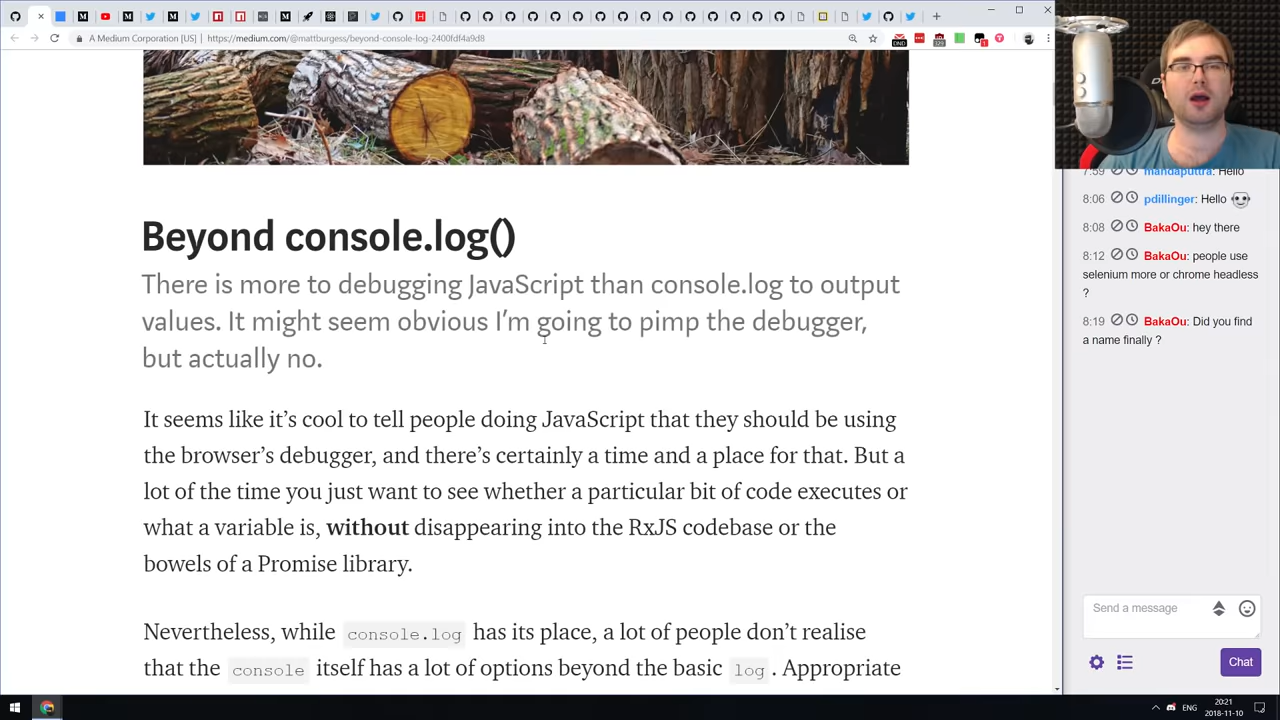 A Medium Corporation [US] | https://medium.com/@mattburgess/beyond-console-log-2400fdf4a9d8
Beyond console.log()
There is more to debugging JavaScript than console.log to output
values. It might seem obvious I’m going to pimp the debugger,
but actually no.
It seems like it’s cool to tell people doing JavaScript that they should be using
the browser’s debugger, and there’s certainly a time and a place for that. But a
lot of the time you just want to see whether a particular bit of code executes or
what a variable is, without disappearing into the RxJS codebase or the
bowels of a Promise library.
Nevertheless, while console.log has its place, a lot of people don’t realise
that the console itself has a lot of options beyond the basic log. Appropriate
7:59 mandaputtra: Hello
8:06 pdillinger: Hello
8:08 BakaOu: hey there
8:12 BakaOu: people use
selenium more or chrome headless
?
8:19 BakaOu: Did you find
a name finally ?
Send a message
Chat
ENG
20:21
2018-11-10